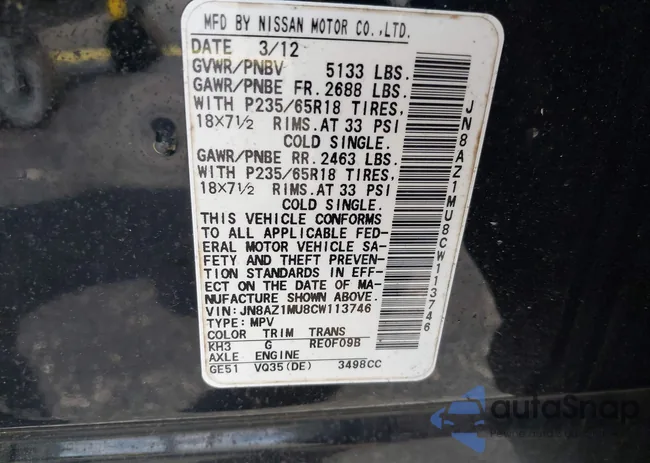 MFD BY NISSAN MOTOR CO.,LTD.
DATE 3/12
GVWR/PNBV 5133 LBS.
GAWR/PNBE FR. 2688 LBS.
WITH P235/65R18 TIRES,
18X7½ RIMS. AT 33 PSI
COLD SINGLE.
GAWR/PNBE RR. 2463 LBS.
WITH P235/65R18 TIRES,
18X7½ RIMS. AT 33 PSI
COLD SINGLE.
THIS VEHICLE CONFORMS
TO ALL APPLICABLE FED-
ERAL MOTOR VEHICLE SA-
FETY AND THEFT PREVEN-
TION STANDARDS IN EFF-
ECT ON THE DATE OF MA-
NUFACTURE SHOWN ABOVE.
VIN: JN8AZ1MU8CW113746
TYPE: MPV
COLOR TRIM TRANS
KH3 G RE0F09B
AXLE ENGINE
GE51 VQ35(DE) 3498CC
JN8AZ1MU8CW113746
autoSnap